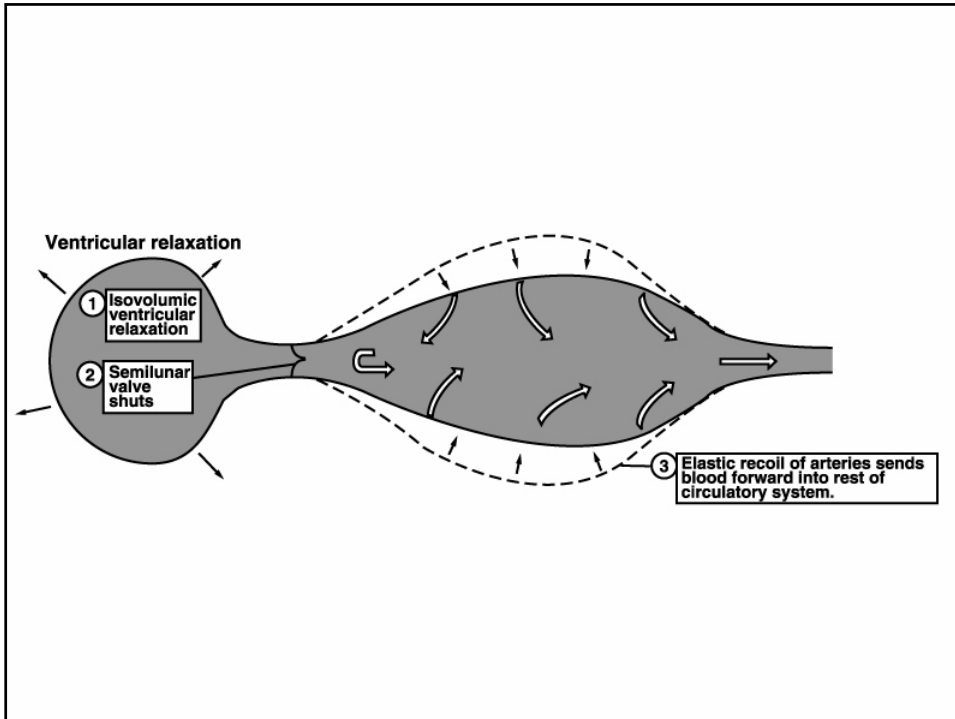 Ventricular relaxation
1 Isovolumic
ventricular
relaxation
2 Semilunar
valve
shuts
3 Elastic recoil of arteries sends
blood forward into rest of
circulatory system.